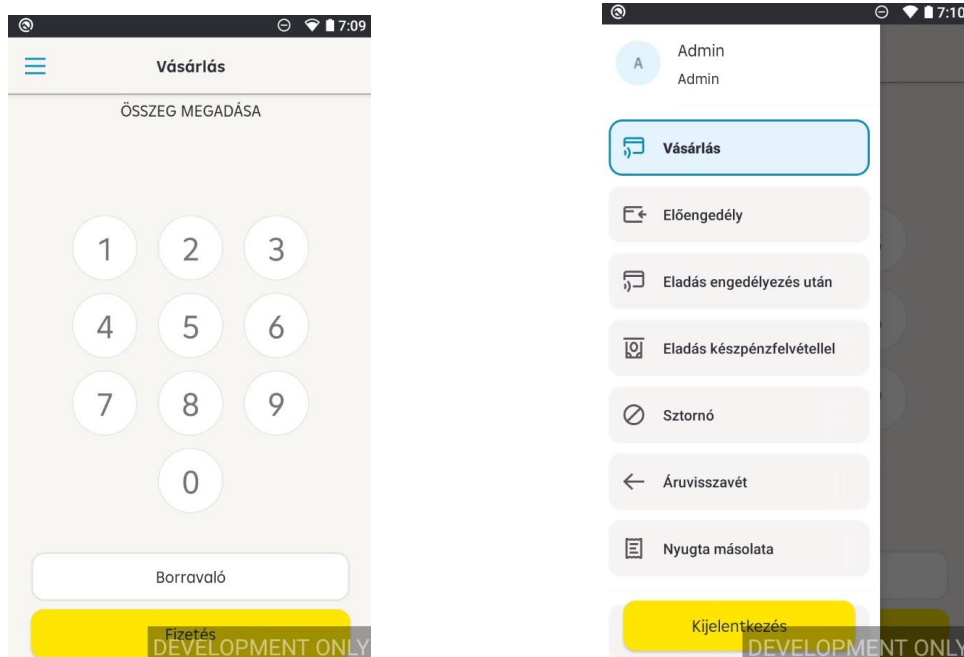 7:09
Vásárlás
ÖSSZEG MEGADÁSA
1 2 3
4 5 6
7 8 9
0
Borravaló
Fizetés
DEVELOPMENT ONLY
7:10
A
Admin
Admin
Vásárlás
Előengedély
Eladás engedélyezés után
Eladás készpénzfelvétellel
Sztornó
Áruvisszavét
Nyugta másolata
Kijelentkezés
DEVELOPMENT ONLY